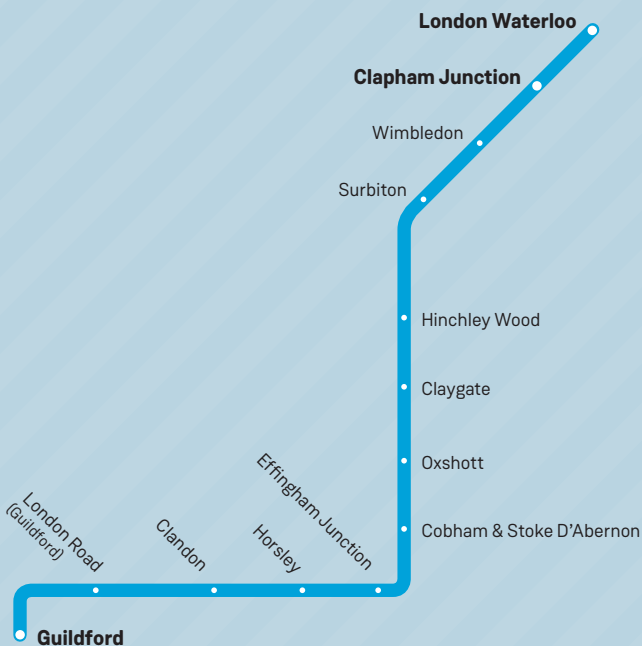 London Waterloo
Clapham Junction
Wimbledon
Surbiton
Hinchley Wood
Claygate
Oxshott
Cobham & Stoke D'Abernon
Effingham Junction
Horsley
Clandon
London Road
(Guildford)
Guildford